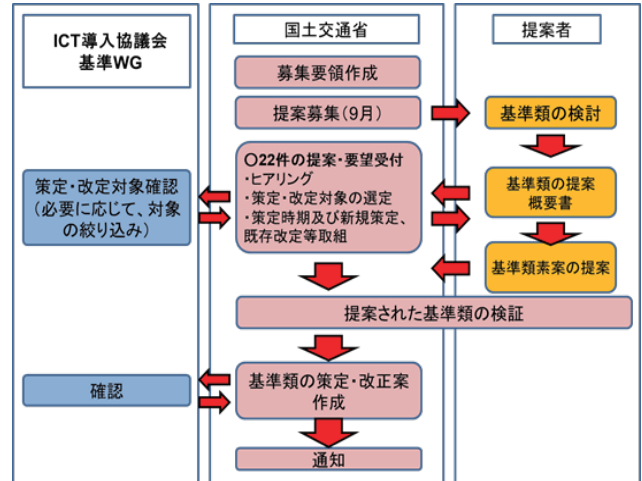 ICT導入協議会
基準WG
国土交通省
提案者
募集要領作成
提案募集（9月）
基準類の検討
〇22件の提案・要望受付
・ヒアリング
・策定・改定対象の選定
・策定時期及び新規策定、
既存改定等取組
策定・改定対象確認
（必要に応じて、対象
の絞り込み）
基準類の提案
概要書
基準類素案の提案
提案された基準類の検証
基準類の策定・改正案
作成
確認
通知